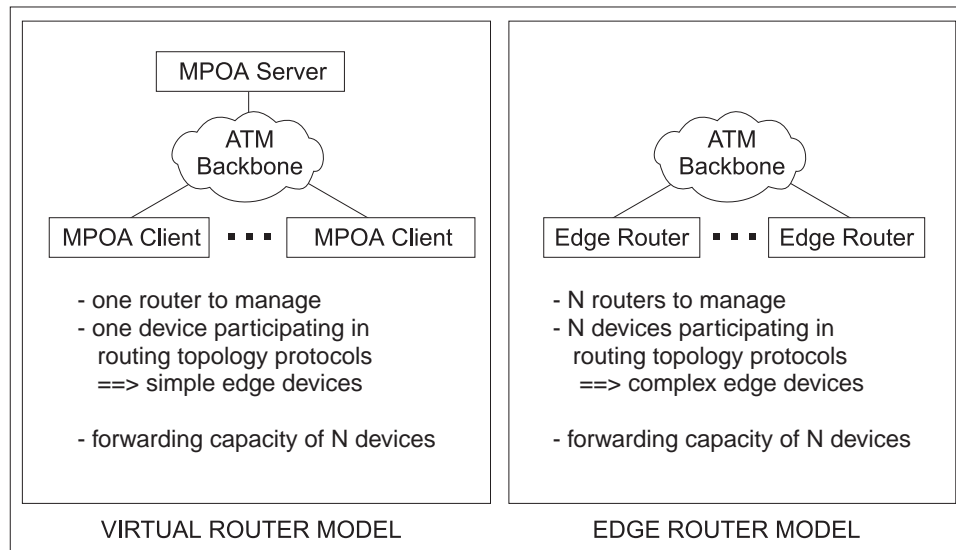 MPOA Server
ATM
Backbone
MPOA Client
MPOA Client
- one router to manage
- one device participating in
routing topology protocols
==> simple edge devices
- forwarding capacity of N devices
VIRTUAL ROUTER MODEL
ATM
Backbone
Edge Router
Edge Router
- N routers to manage
- N devices participating in
routing topology protocols
==> complex edge devices
- forwarding capacity of N devices
EDGE ROUTER MODEL